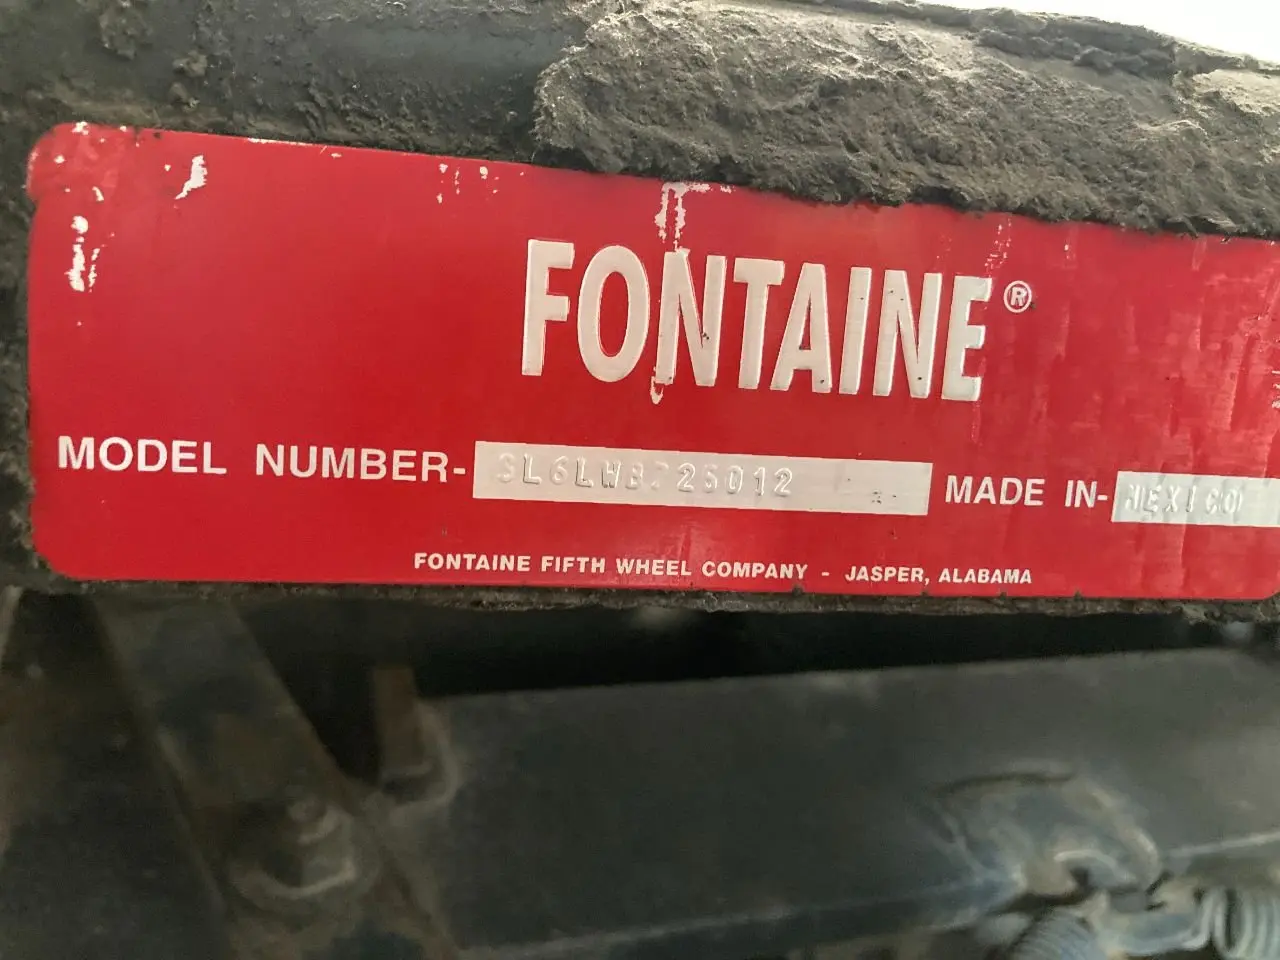 FONTAINE®
MODEL NUMBER- MADE IN- MEXICO
FONTAINE FIFTH WHEEL COMPANY - JASPER, ALABAMA